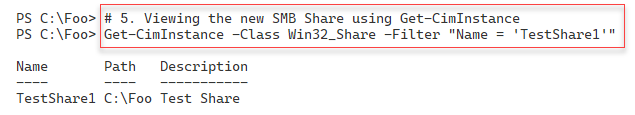 PS C:\Foo> # 5. Viewing the new SMB Share using Get-CimInstance
PS C:\Foo> Get-CimInstance -Class Win32_Share -Filter "Name = 'TestShare1'"
Name       Path   Description
----       ----   -----------
TestShare1 C:\Foo Test Share